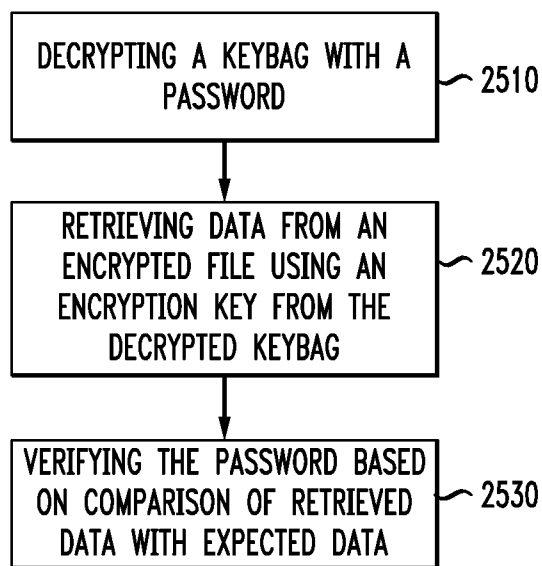 DECRYPTING A KEYBAG WITH A
PASSWORD
2510
RETRIEVING DATA FROM AN
ENCRYPTED FILE USING AN
ENCRYPTION KEY FROM THE
DECRYPTED KEYBAG
2520
VERIFYING THE PASSWORD BASED
ON COMPARISON OF RETRIEVED
DATA WITH EXPECTED DATA
2530